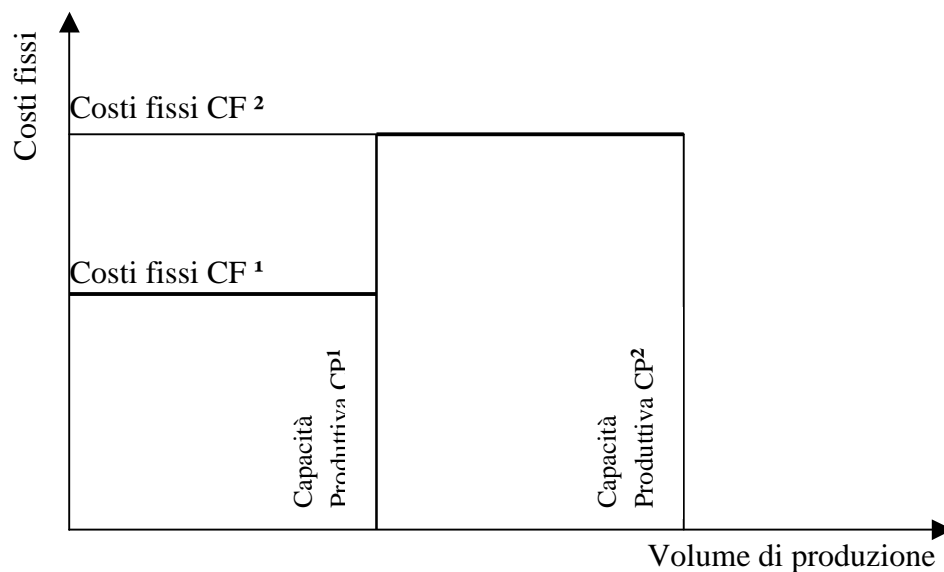 Costi fissi
Costi fissi CF ²
Costi fissi CF ¹
Capacità
Produttiva CP¹
Capacità
Produttiva CP²
Volume di produzione